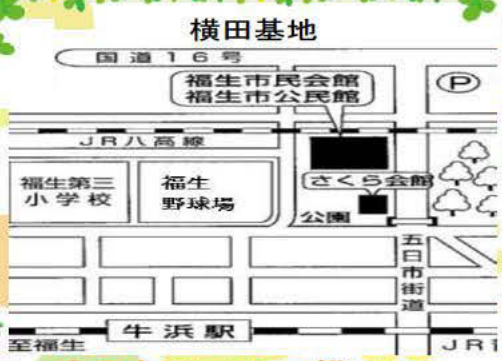 横田基地
国道16号
福生市民会館
福生市公民館
P
JR八高線
さくら会館
福生第三
小学校
福生
野球場
公園
五日市街道
牛浜駅
至福生
JR